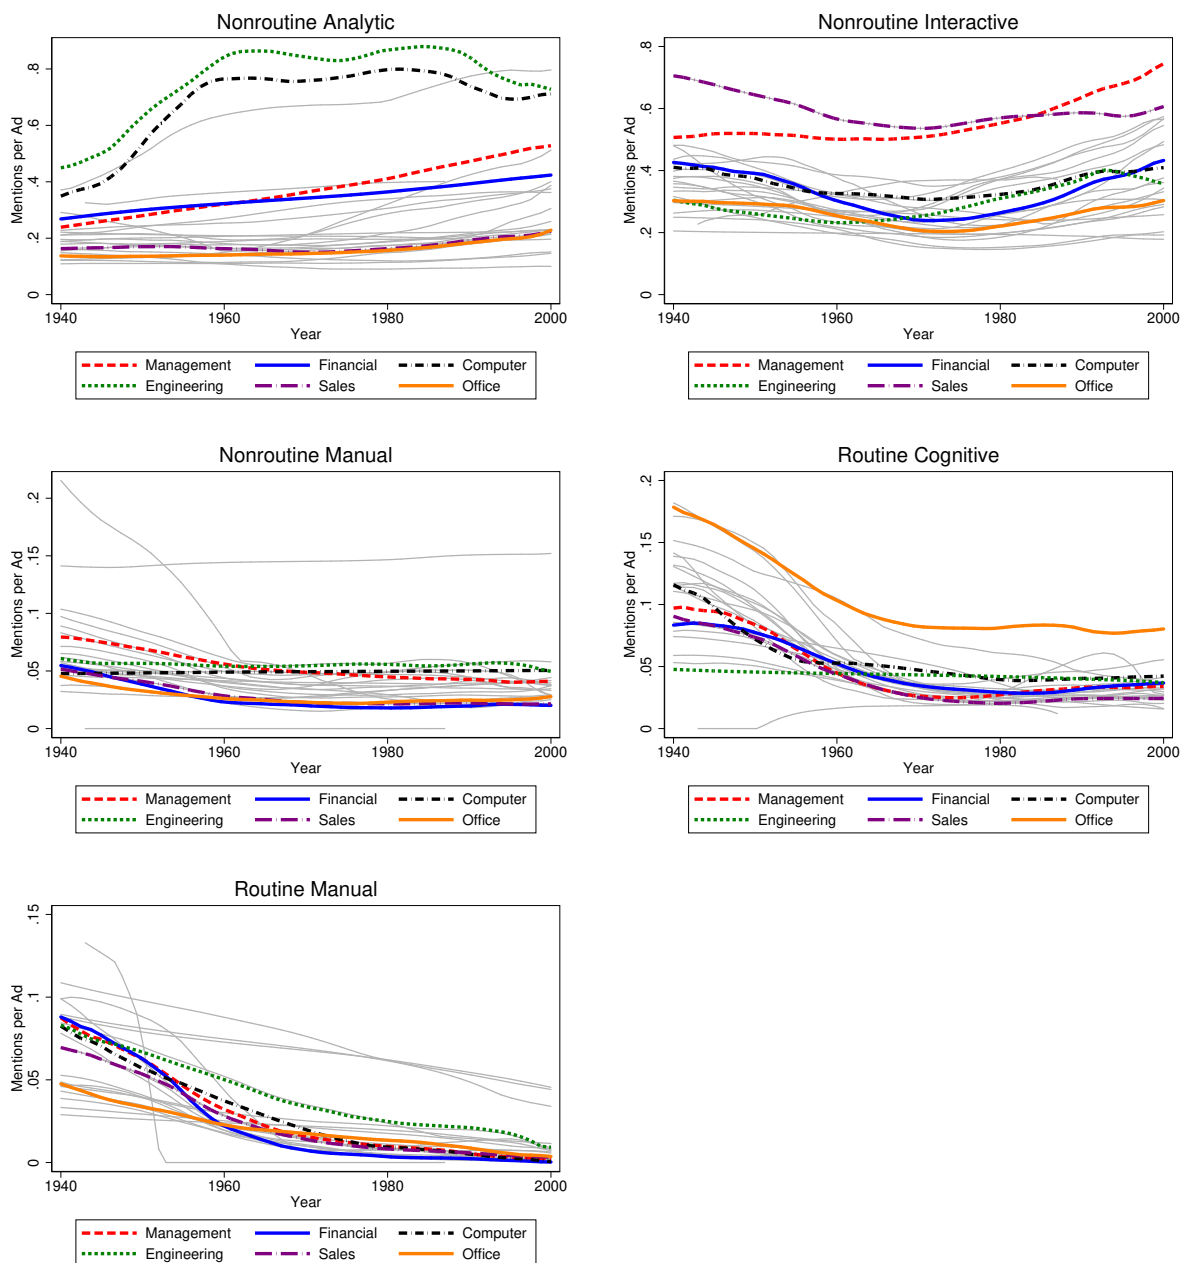 Nonroutine Analytic
Mentions per Ad
.8
.6
.4
.2
0
1940 1960 1980 2000
Year
Management Financial Computer
Engineering Sales Office
Nonroutine Interactive
Mentions per Ad
.8
.6
.4
.2
0
1940 1960 1980 2000
Year
Management Financial Computer
Engineering Sales Office
Nonroutine Manual
Mentions per Ad
.2
.15
.1
.05
0
1940 1960 1980 2000
Year
Management Financial Computer
Engineering Sales Office
Routine Cognitive
Mentions per Ad
.2
.15
.1
.05
0
1940 1960 1980 2000
Year
Management Financial Computer
Engineering Sales Office
Routine Manual
Mentions per Ad
.15
.1
.05
0
1940 1960 1980 2000
Year
Management Financial Computer
Engineering Sales Office